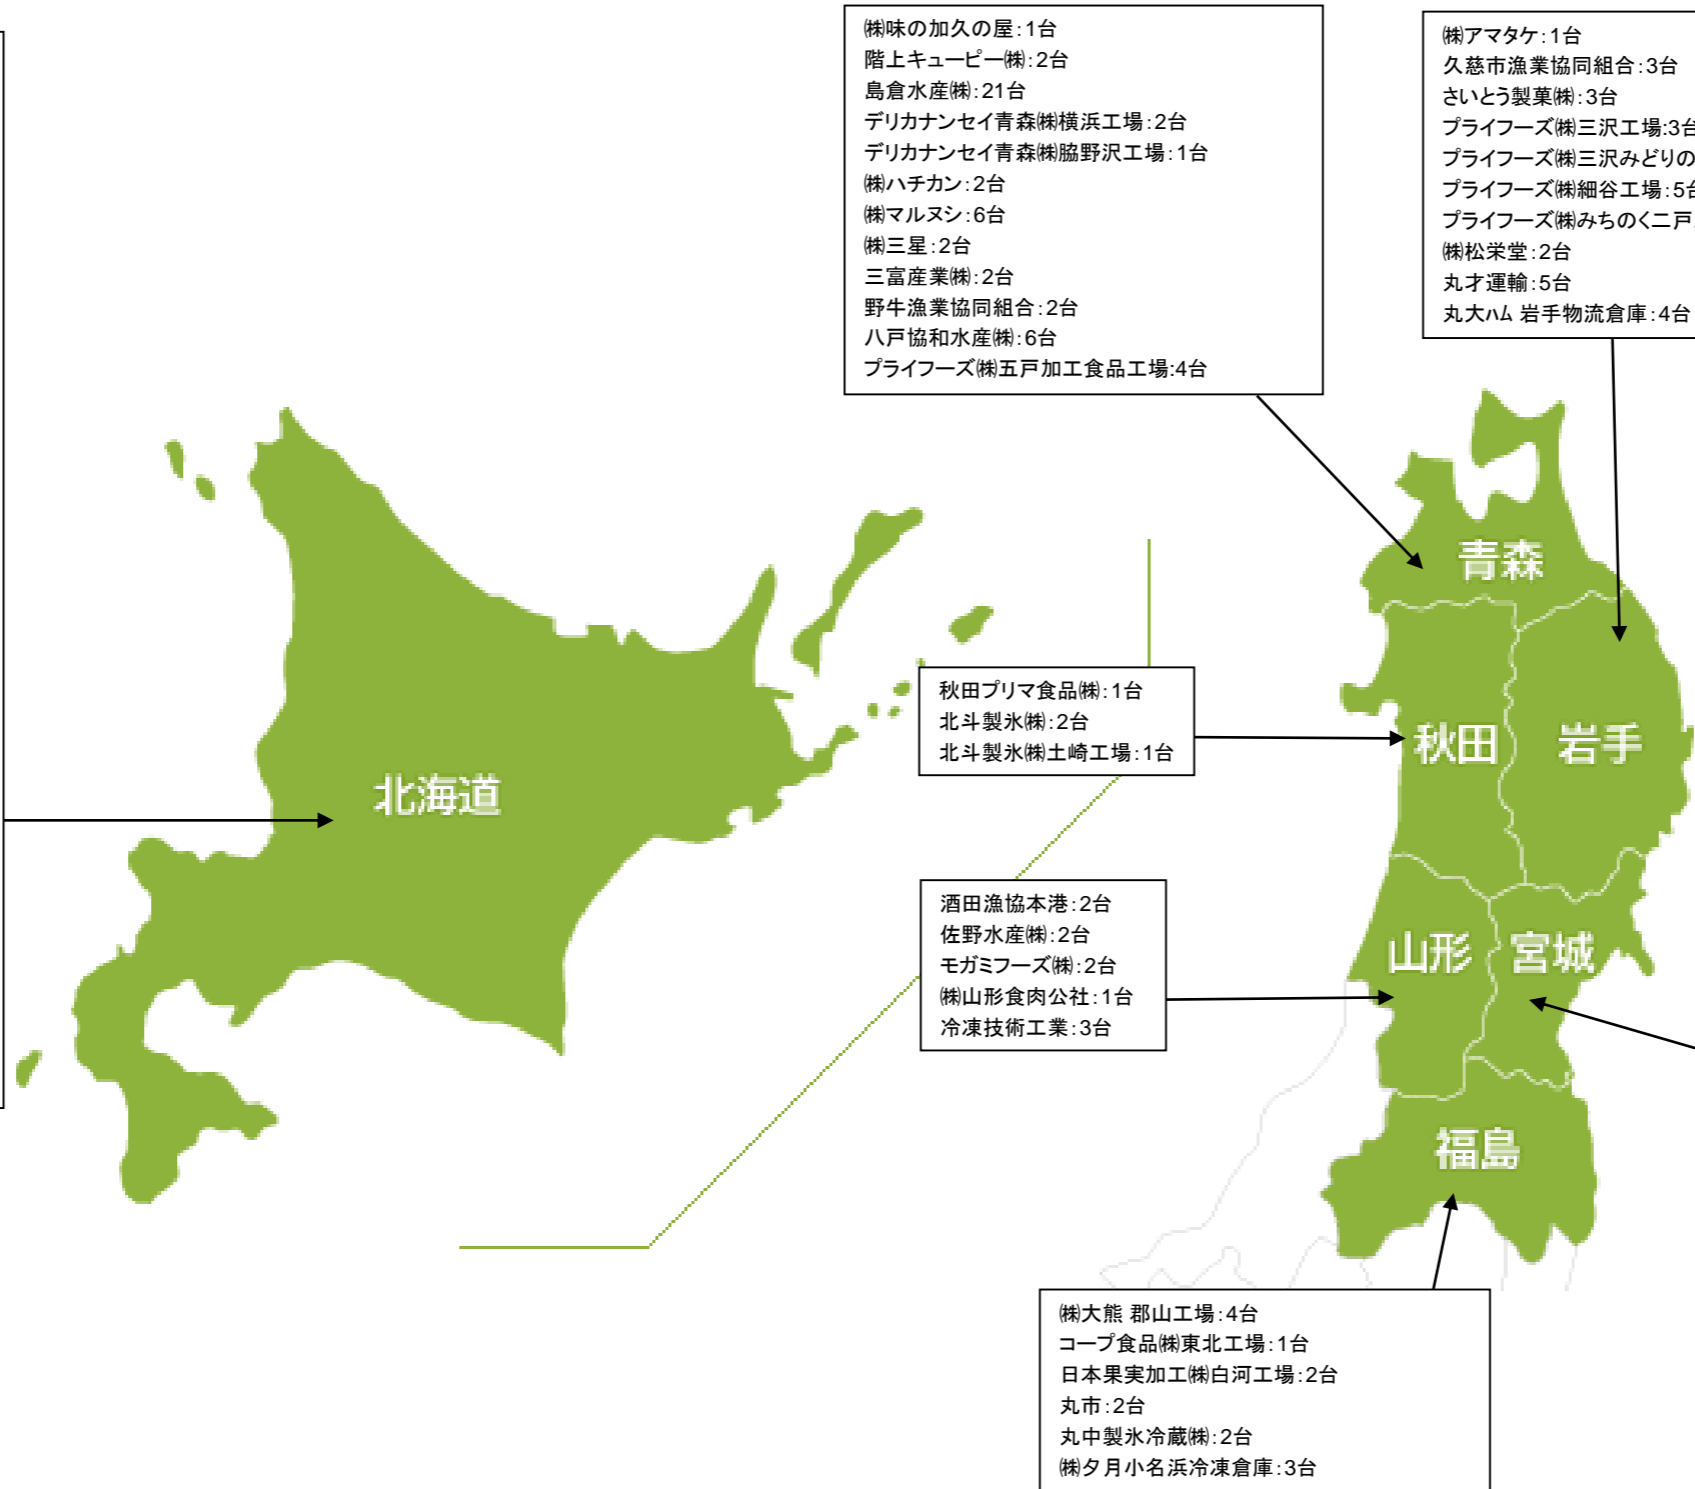 ㈱味の加久の屋:1台
階上キューピー㈱:2台
島倉水産㈱:21台
デリカナンセイ青森㈱横浜工場:2台
デリカナンセイ青森㈱脇野沢工場:1台
㈱ハチカン:2台
㈱マルヌシ:6台
㈱三星:2台
三富産業㈱:2台
野牛漁業協同組合:2台
八戸協和水産㈱:6台
プライフーズ㈱五戸加工食品工場:4台
㈱アマタケ:1台
久慈市漁業協同組合:3台
さいとう製菓㈱:3台
プライフーズ㈱三沢工場:3台
プライフーズ㈱三沢みどりの
プライフーズ㈱細谷工場:5台
プライフーズ㈱みちのく二戸
㈱松栄堂:2台
丸才運輸:5台
丸大ハム 岩手物流倉庫:4台
青森
秋田プリマ食品㈱:1台
北斗製氷㈱:2台
北斗製氷㈱土崎工場:1台
秋田
岩手
北海道
酒田漁協本港:2台
佐野水産㈱:2台
モガミフーズ㈱:2台
㈱山形食肉公社:1台
冷凍技術工業:3台
山形
宮城
福島
㈱大熊 郡山工場:4台
コープ食品㈱東北工場:1台
日本果実加工㈱白河工場:2台
丸市:2台
丸中製氷冷蔵㈱:2台
㈱夕月小名浜冷凍倉庫:3台